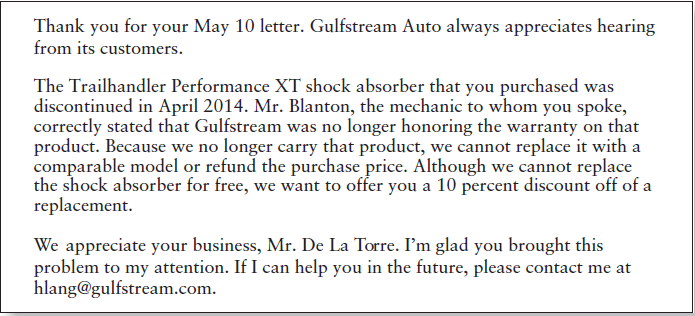 Thank you for your May 10 letter. Gulfstream Auto always appreciates hearing
from its customers.
The Trailhandler Performance XT shock absorber that you purchased was
discontinued in April 2014. Mr. Blanton, the mechanic to whom you spoke,
correctly stated that Gulfstream was no longer honoring the warranty on that
product. Because we no longer carry that product, we cannot replace it with a
comparable model or refund the purchase price. Although we cannot replace
the shock absorber for free, we want to offer you a 10 percent discount off of a
replacement.
We appreciate your business, Mr. De La Torre. I’m glad you brought this
problem to my attention. If I can help you in the future, please contact me at
hlang@gulfstream.com.